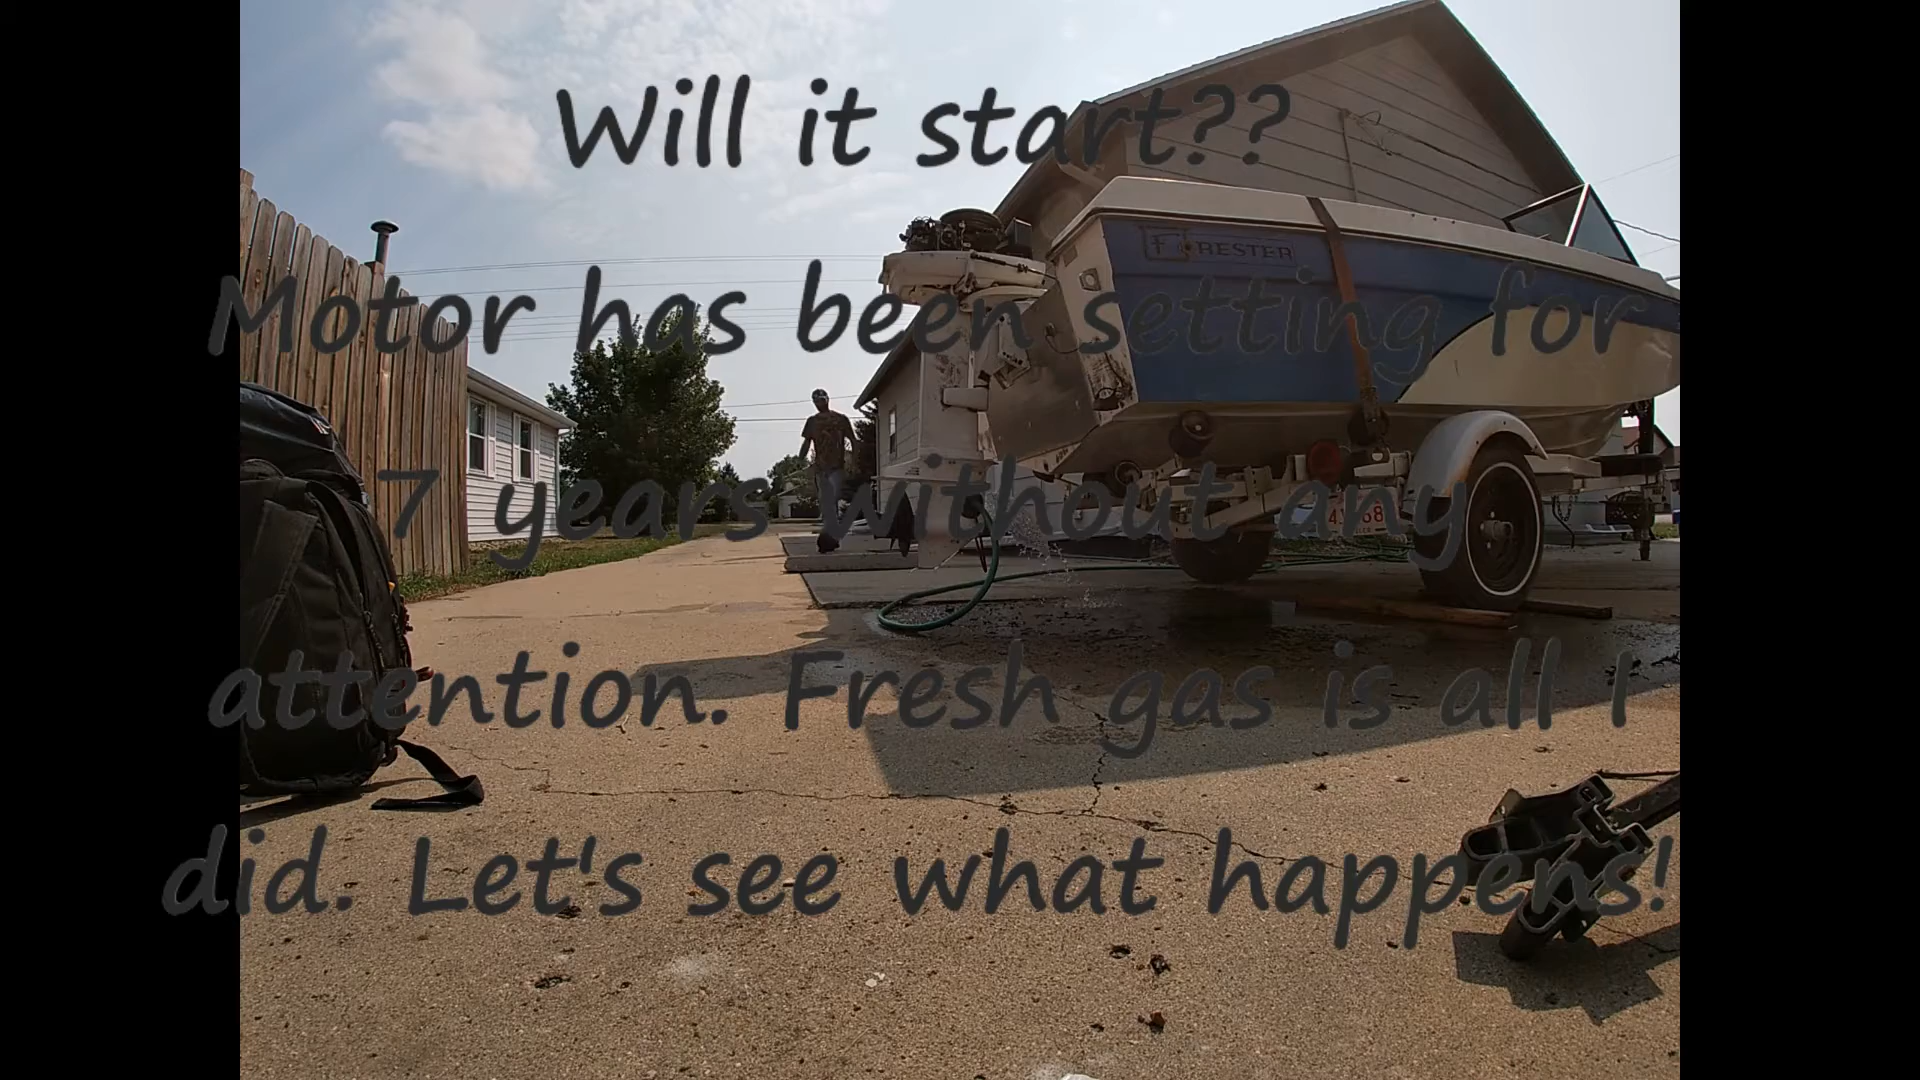 Will it start??
FORESTER
Motor has been setting for
7 years without any
attention. Fresh gas is all I
did. Let's see what happens!